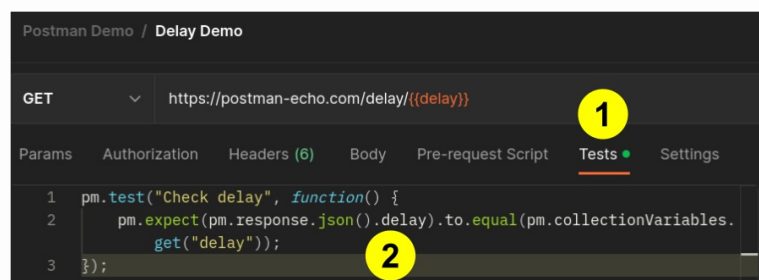 Postman Demo / Delay Demo
GET https://postman-echo.com/delay/{{delay}}
1
Params Authorization Headers (6) Body Pre-request Script Tests Settings
1 pm.test("Check delay", function() {
2 pm.expect(pm.response.json().delay).to.equal(pm.collectionVariables.
get("delay"));
2
3 });